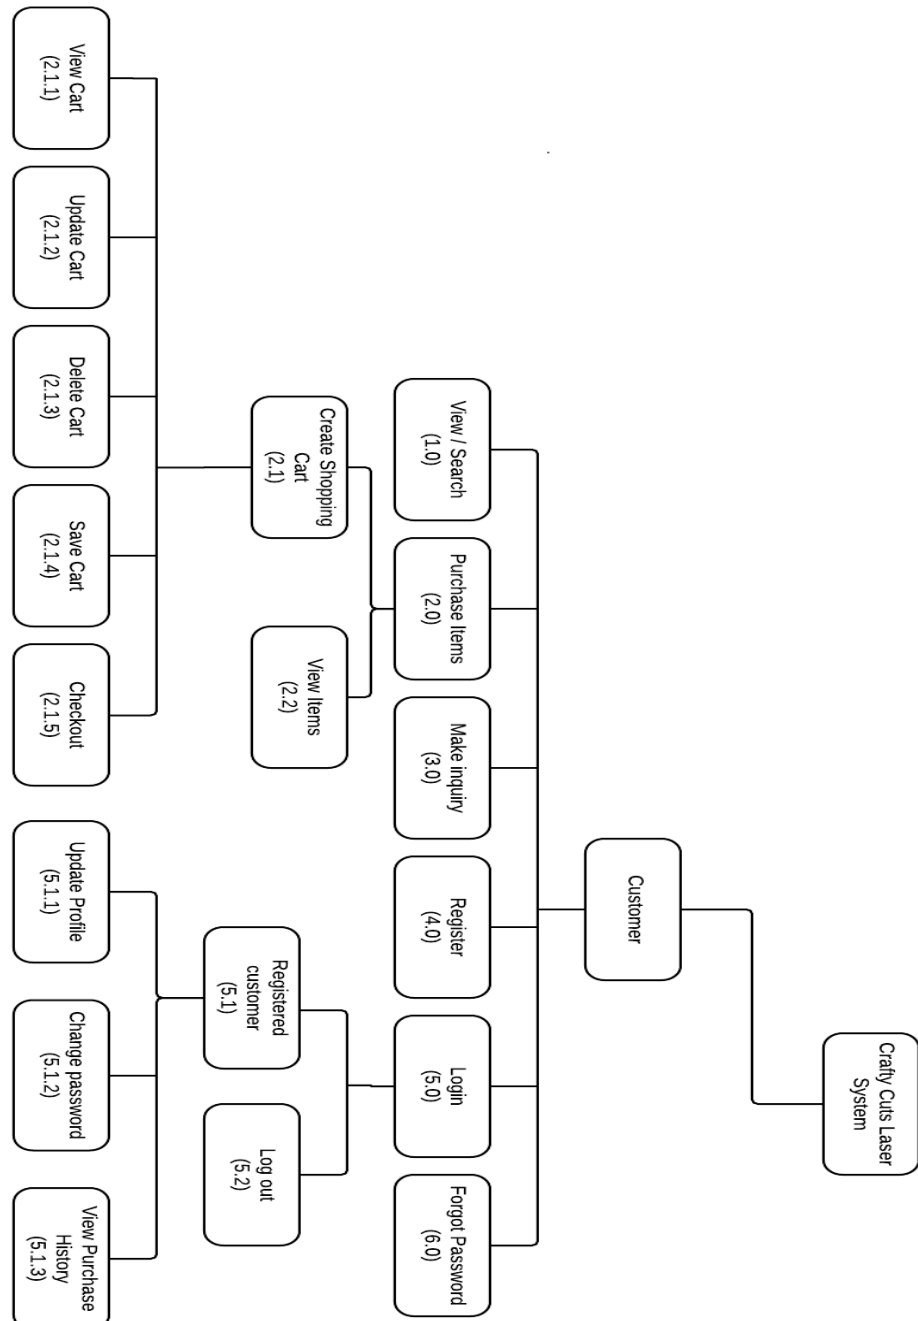 Crafty Cuts Laser
System
Customer
View / Search
(1.0)
Purchase Items
(2.0)
Make inquiry
(3.0)
Register
(4.0)
Login
(5.0)
Forgot Password
(6.0)
Create Shopping
Cart
(2.1)
View Items
(2.2)
Registered
customer
(5.1)
Log out
(5.2)
View Cart
(2.1.1)
Update Cart
(2.1.2)
Delete Cart
(2.1.3)
Save Cart
(2.1.4)
Checkout
(2.1.5)
Update Profile
(5.1.1)
Change password
(5.1.2)
View Purchase
History
(5.1.3)